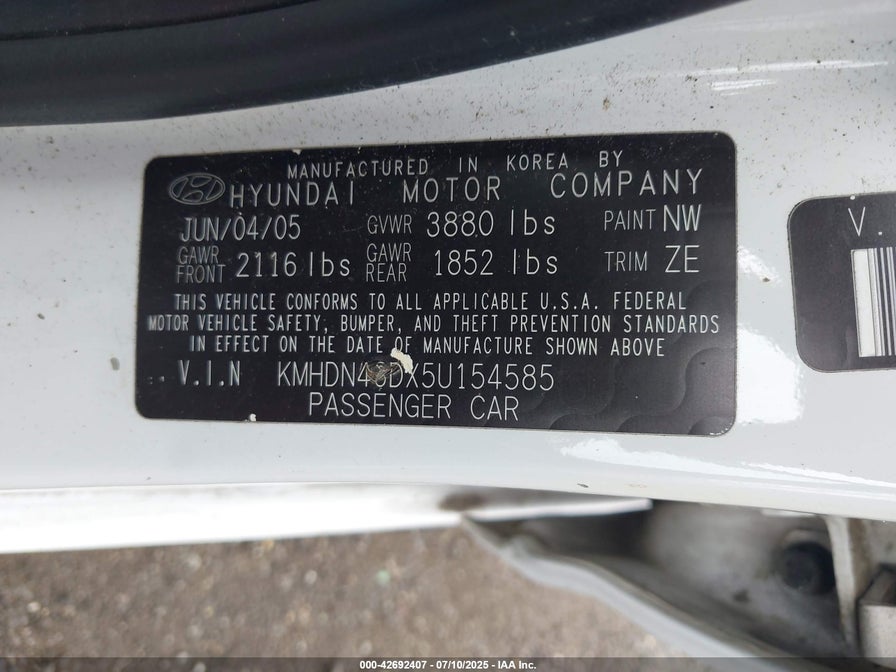 MANUFACTURED IN KOREA BY
HYUNDAI MOTOR COMPANY
JUN/04/05 GVWR 3880 lbs PAINT NW
GAWR FRONT 2116 lbs GAWR REAR 1852 lbs TRIM ZE
THIS VEHICLE CONFORMS TO ALL APPLICABLE U.S.A. FEDERAL
MOTOR VEHICLE SAFETY, BUMPER, AND THEFT PREVENTION STANDARDS
IN EFFECT ON THE DATE OF MANUFACTURE SHOWN ABOVE
V.I.N KMHDN46DX5U154585
PASSENGER CAR
V.
000-42692407 - 07/10/2025 - IAA Inc.